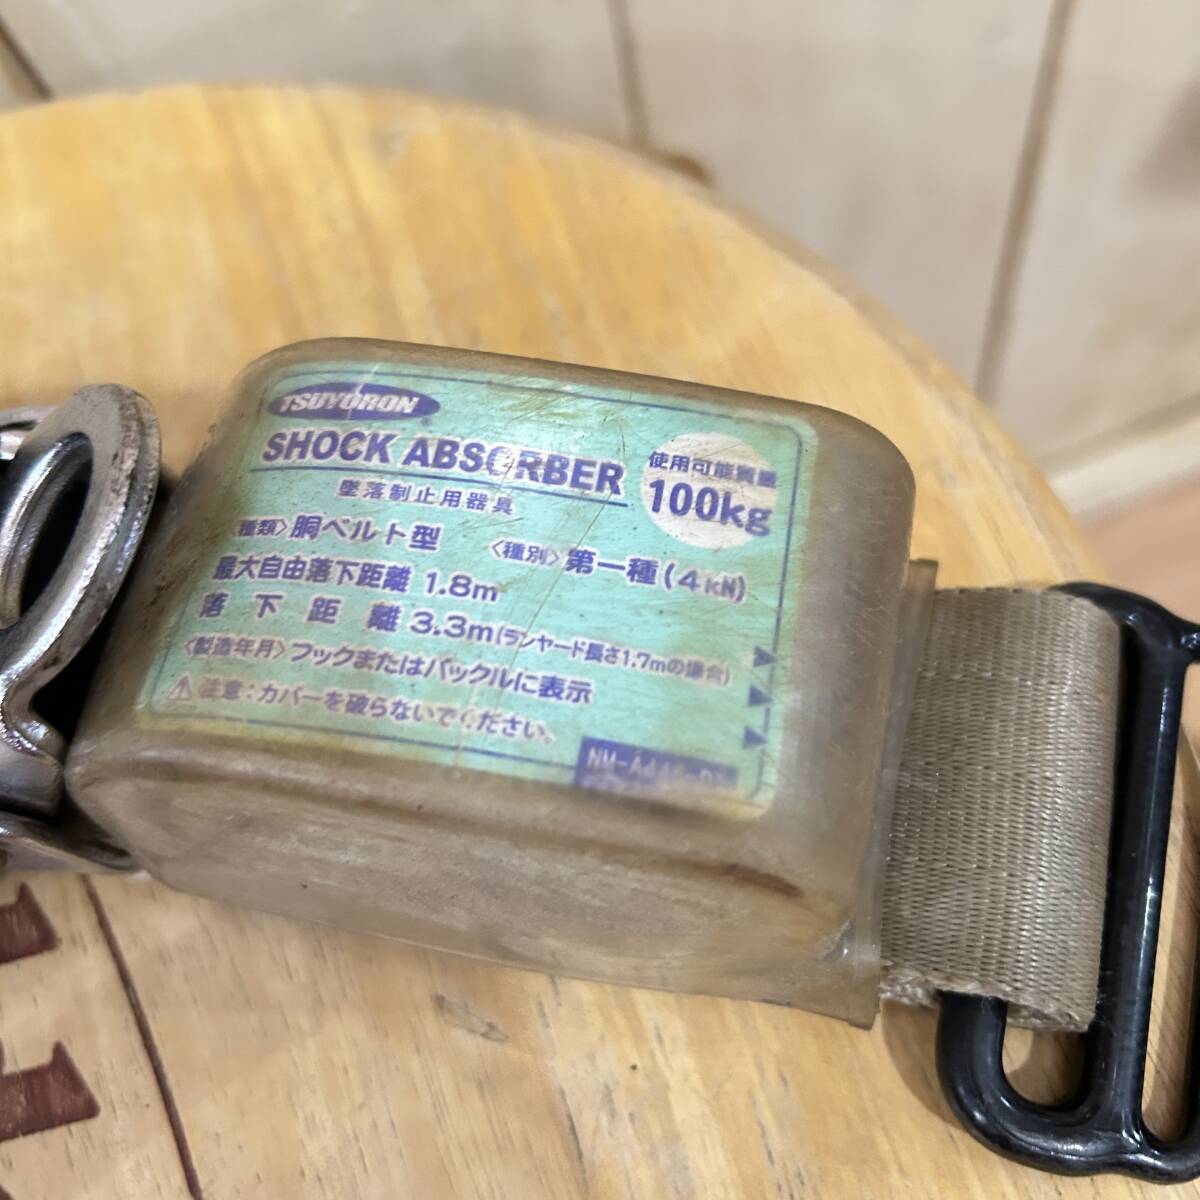 TSUYORON
SHOCK ABSORBER
使用可能質量
100kg
墜落制止用器具
〈種類〉胴ベルト型 〈種別〉第一種(4kN)
最大自由落下距離 1.8m
落下距離 3.3m(ランヤード長さ1.7mの場合)
〈製造年月〉フックまたはバックルに表示
⚠注意:カバーを破らないでください。